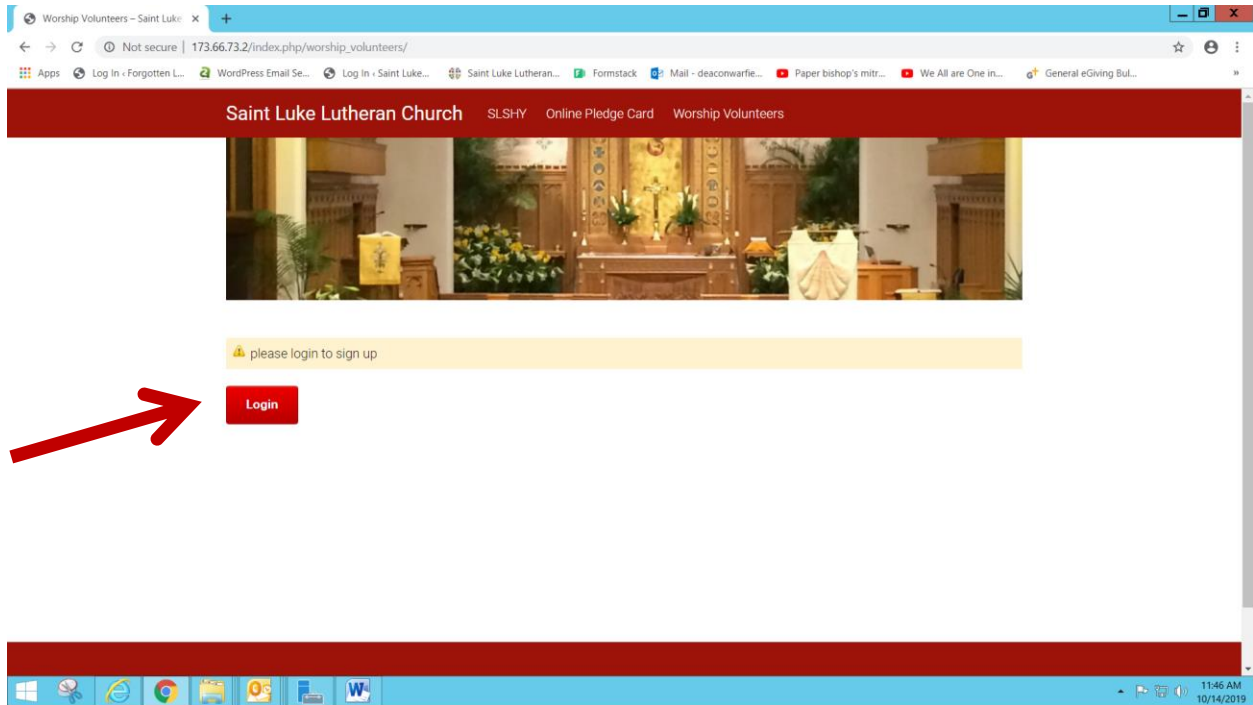 Worship Volunteers – Saint Luke
Not secure | 173.66.73.2/index.php/worship_volunteers/
Apps Log In ‹ Forgotten L... WordPress Email Se... Log In ‹ Saint Luke... Saint Luke Lutheran... Formstack Mail - deaconwarfie... Paper bishop's mitr... We All are One in... General eGiving Bul... »
Saint Luke Lutheran Church SLSHY Online Pledge Card Worship Volunteers
please login to sign up
Login
11:46 AM
10/14/2019